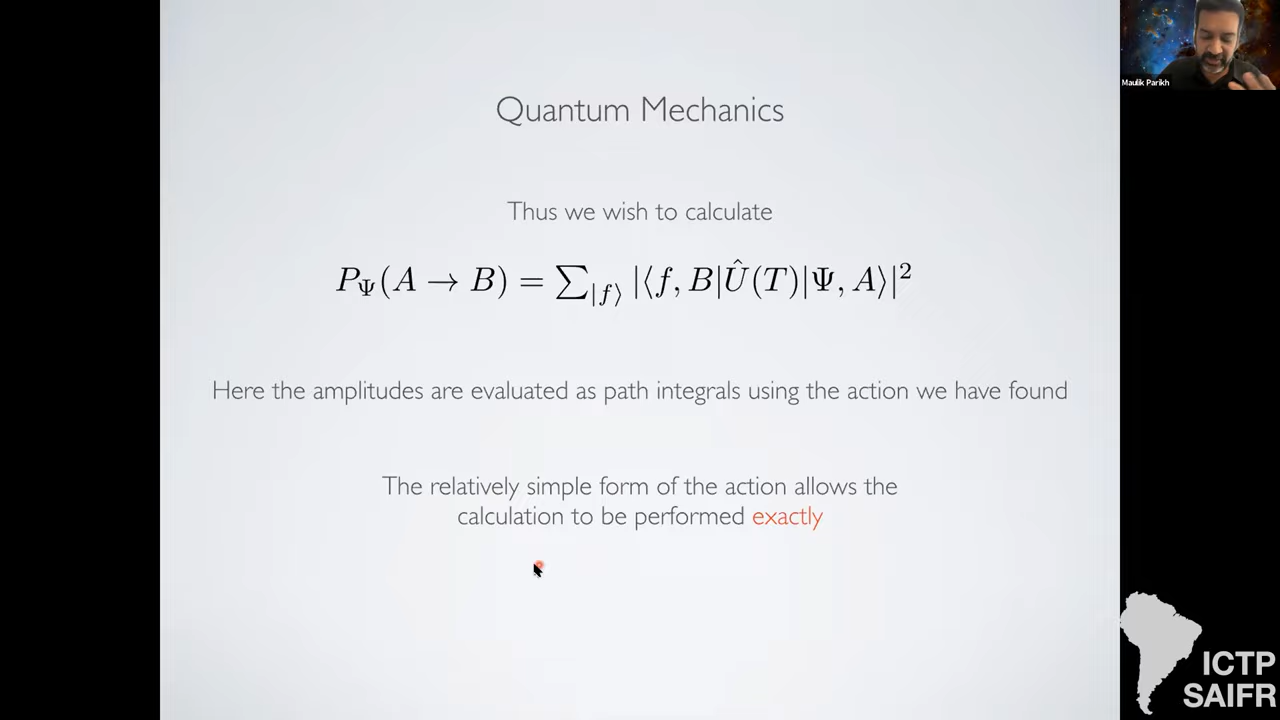 Quantum Mechanics
Maulik Parikh
Thus we wish to calculate
P_Ψ(A → B) = ∑_{|f⟩} |⟨f, B|Û(T)|Ψ, A⟩|²
Here the amplitudes are evaluated as path integrals using the action we have found
The relatively simple form of the action allows the
calculation to be performed exactly
ICTP
SAIFR